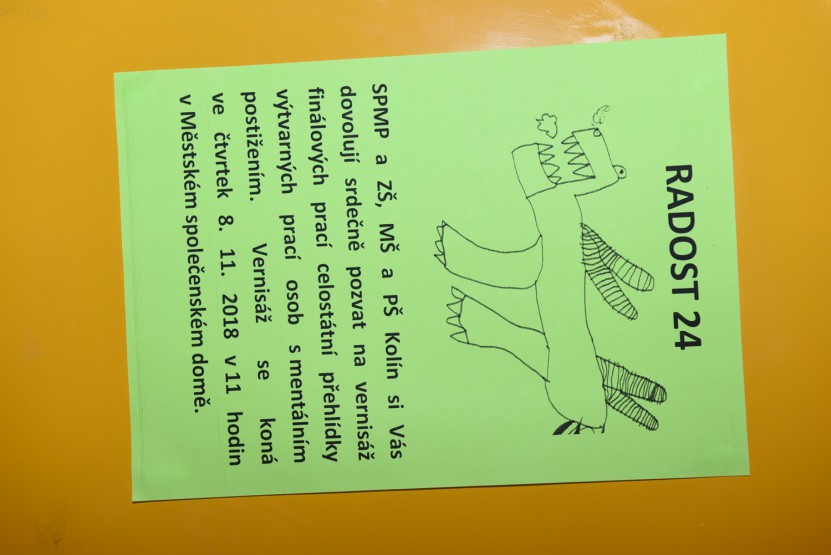 RADOST 24
SPMP a ZŠ, MŠ a PŠ Kolín si Vás
dovolují srdečně pozvat na vernisáž
finálových prací celostátní přehlídky
výtvarných prací osob s mentálním
postižením. Vernisáž se koná
ve čtvrtek 8. 11. 2018 v 11 hodin
v Městském společenském domě.